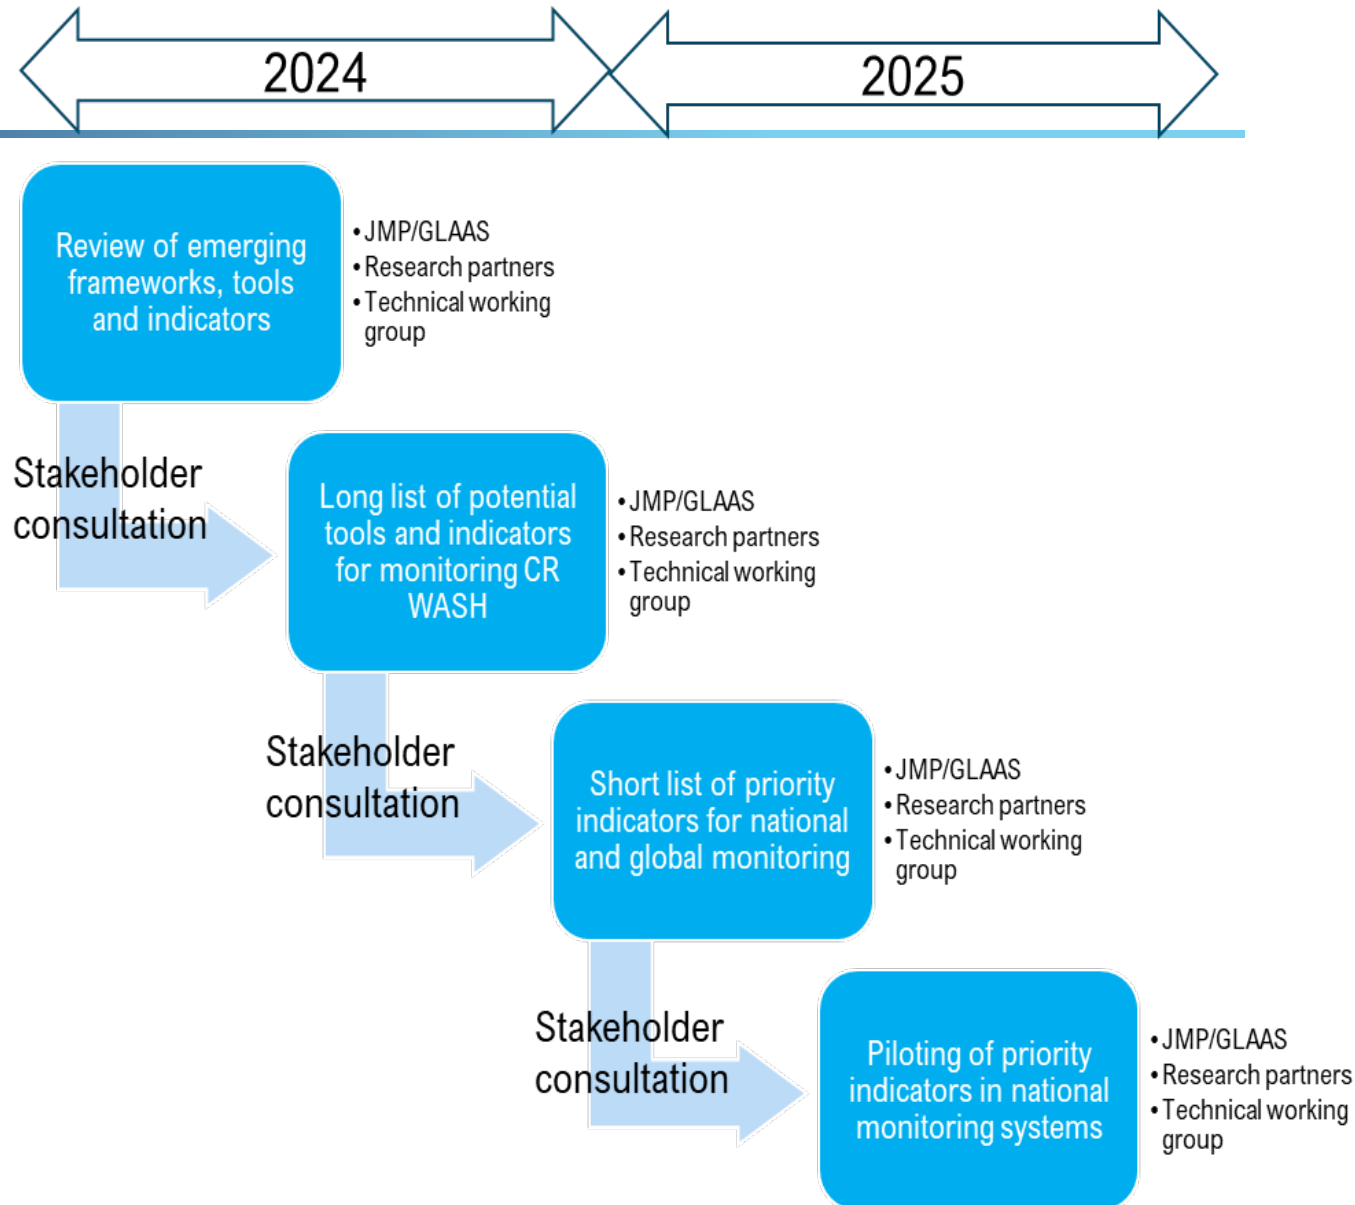 2024
2025
Review of emerging
frameworks, tools
and indicators
• JMP/GLAAS
• Research partners
• Technical working
group
Stakeholder
consultation
Long list of potential
tools and indicators
for monitoring CR
WASH
• JMP/GLAAS
• Research partners
• Technical working
group
Stakeholder
consultation
Short list of priority
indicators for national
and global monitoring
• JMP/GLAAS
• Research partners
• Technical working
group
Stakeholder
consultation
Piloting of priority
indicators in national
monitoring systems
• JMP/GLAAS
• Research partners
• Technical working
group